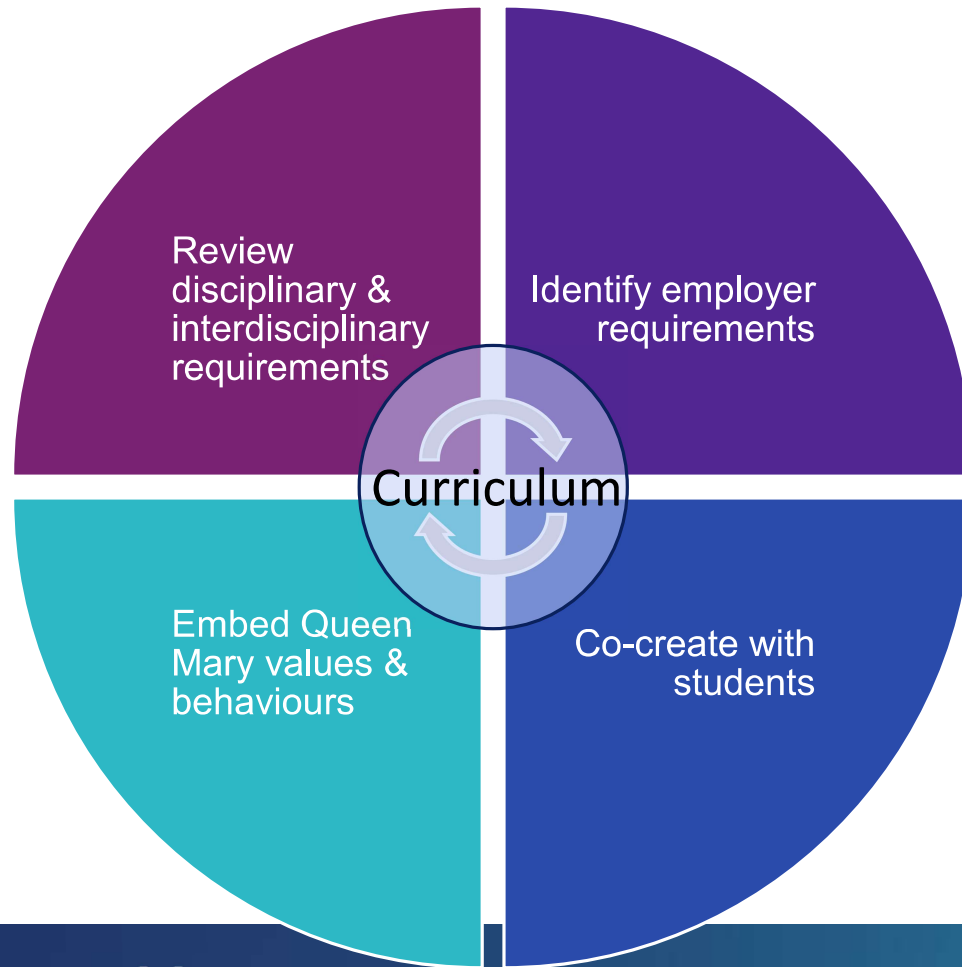 Review
disciplinary &
interdisciplinary
requirements
Identify employer
requirements
Curriculum
Embed Queen
Mary values &
behaviours
Co-create with
students